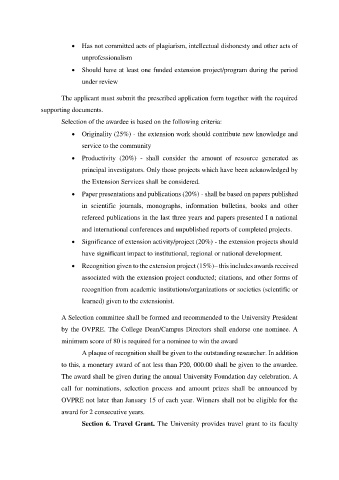 • Has not committed acts of plagiarism, intellectual dishonesty and other acts of
unprofessionalism
• Should have at least one funded extension project/program during the period
under review
The applicant must submit the prescribed application form together with the required
supporting documents.
Selection of the awardee is based on the following criteria:
• Originality (25%) - the extension work should contribute new knowledge and
service to the community
• Productivity (20%) - shall consider the amount of resource generated as
principal investigators. Only those projects which have been acknowledged by
the Extension Services shall be considered.
• Paper presentations and publications (20%) - shall be based on papers published
in scientific journals, monographs, information bulletins, books and other
refereed publications in the last three years and papers presented I n national
and international conferences and unpublished reports of completed projects.
• Significance of extension activity/project (20%) - the extension projects should
have significant impact to institutional, regional or national development.
• Recognition given to the extension project (15%)– this includes awards received
associated with the extension project conducted; citations, and other forms of
recognition from academic institutions/organizations or societies (scientific or
learned) given to the extensionist.
A Selection committee shall be formed and recommended to the University President
by the OVPRE. The College Dean/Campus Directors shall endorse one nominee. A
minimum score of 80 is required for a nominee to win the award
A plaque of recognition shall be given to the outstanding researcher. In addition
to this, a monetary award of not less than P20, 000.00 shall be given to the awardee.
The award shall be given during the annual University Foundation day celebration. A
call for nominations, selection process and amount prizes shall be announced by
OVPRE not later than January 15 of each year. Winners shall not be eligible for the
award for 2 consecutive years.
Section 6. Travel Grant. The University provides travel grant to its faculty